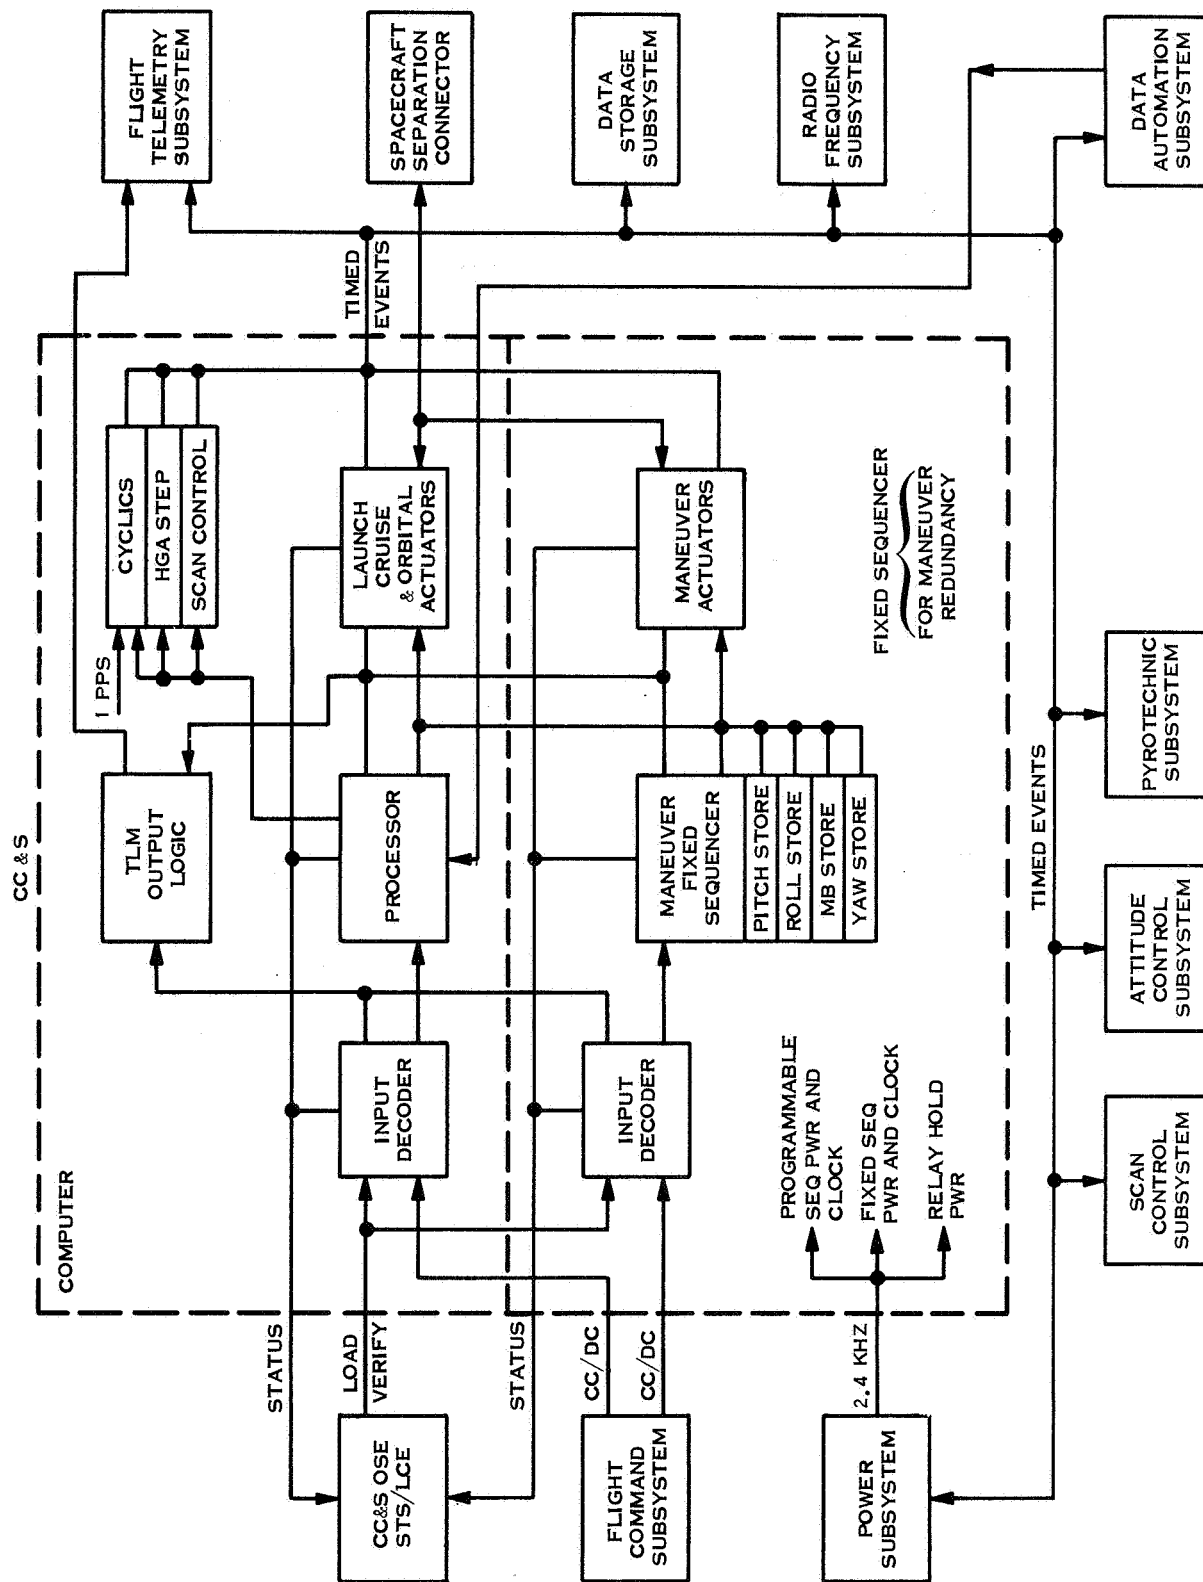 CC &S
COMPUTER
FLIGHT
TELEMETRY
SUBSYSTEM
SPACECRAFT
SEPARATION
CONNECTOR
DATA
STORAGE
SUBSYSTEM
RADIO
FREQUENCY
SUBSYSTEM
DATA
AUTOMATION
SUBSYSTEM
TIMED
EVENTS
1 PPS
CYCLICS
HGA STEP
SCAN CONTROL
TLM
OUTPUT
LOGIC
LAUNCH
CRUISE
& ORBITAL
ACTUATORS
PROCESSOR
INPUT
DECODER
MANEUVER
ACTUATORS
MANEUVER
FIXED
SEQUENCER
PITCH STORE
ROLL STORE
MB STORE
YAW STORE
INPUT
DECODER
FIXED SEQUENCER
FOR MANEUVER
REDUNDANCY
PROGRAMMABLE
SEQ PWR AND
CLOCK
FIXED SEQ
PWR AND CLOCK
RELAY HOLD
PWR
STATUS
LOAD
VERIFY
STATUS
CC/DC
CC/DC
2.4 KHZ
CC&S OSE
STS/LCE
FLIGHT
COMMAND
SUBSYSTEM
POWER
SUBSYSTEM
TIMED EVENTS
SCAN
CONTROL
SUBSYSTEM
ATTITUDE
CONTROL
SUBSYSTEM
PYROTECHNIC
SUBSYSTEM